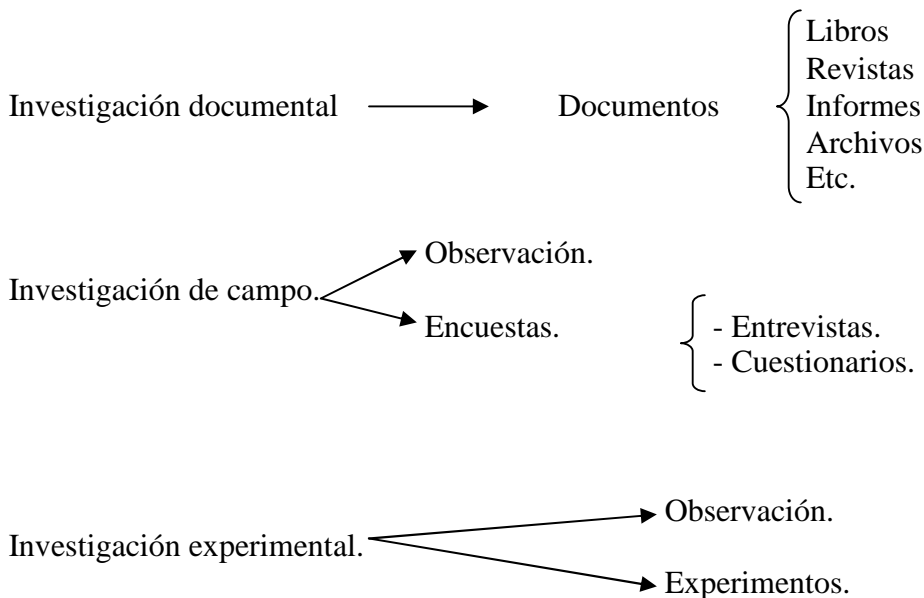 Libros
Revistas
Investigación documental Documentos Informes
Archivos
Etc.
Observación.
Investigación de campo.
Encuestas. - Entrevistas.
- Cuestionarios.
Observación.
Investigación experimental.
Experimentos.